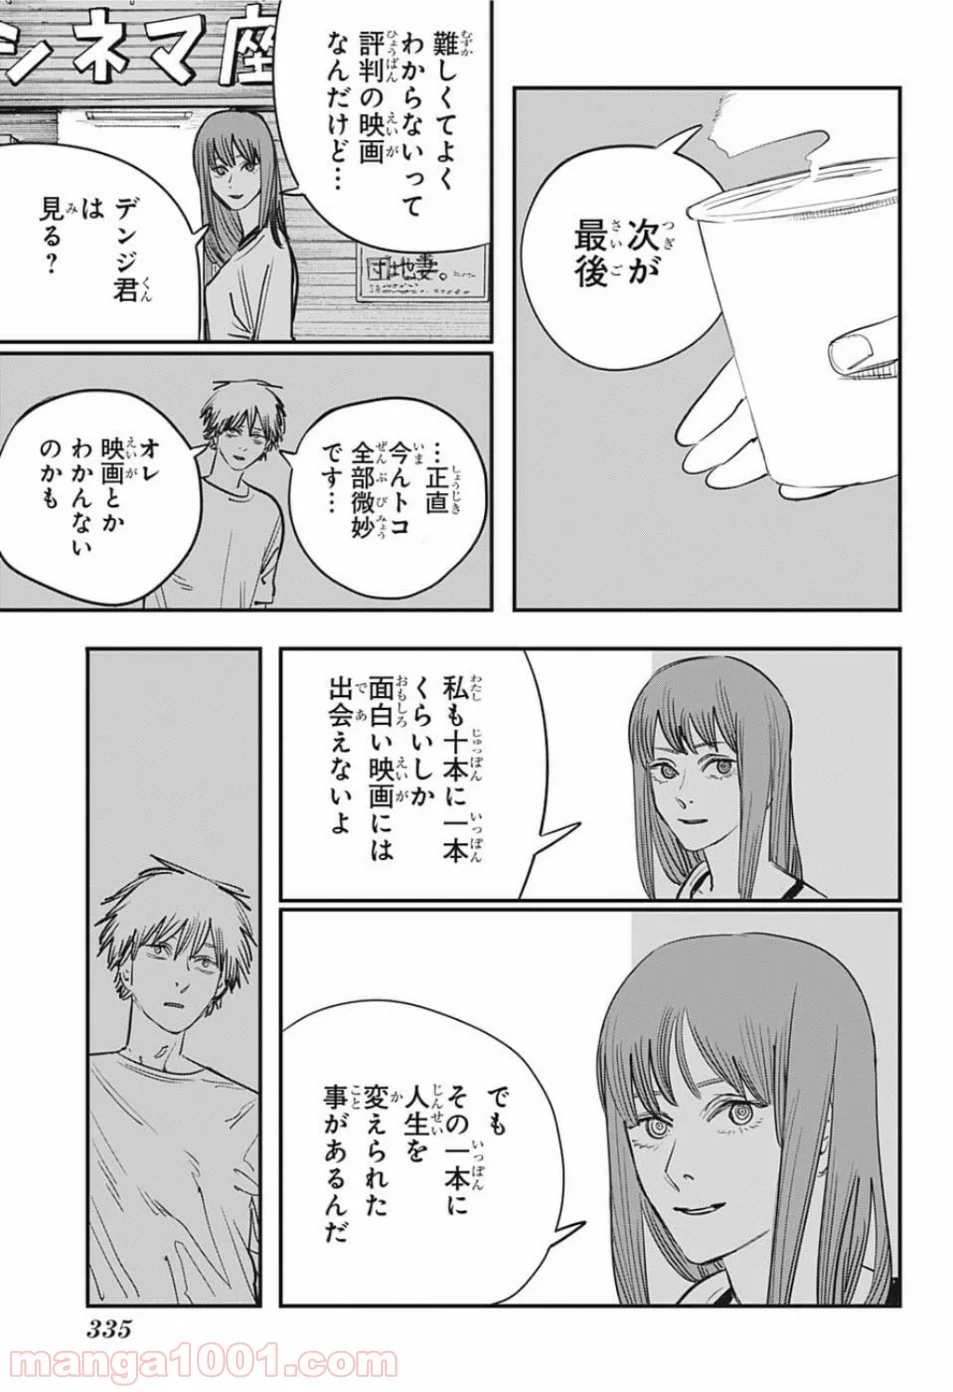 次が
最後
シネマ座
難しくてよく
わからないって
評判の映画
なんだけど…
デンジ君
は
見る?
…正直
今んトコ
全部微妙
です…
オレ
映画とか
わかんない
のかも
私も十本に一本
くらいしか
面白い映画には
出会えないよ
でも
その一本に
人生を
変えられた
事があるんだ
335
manga1001.com